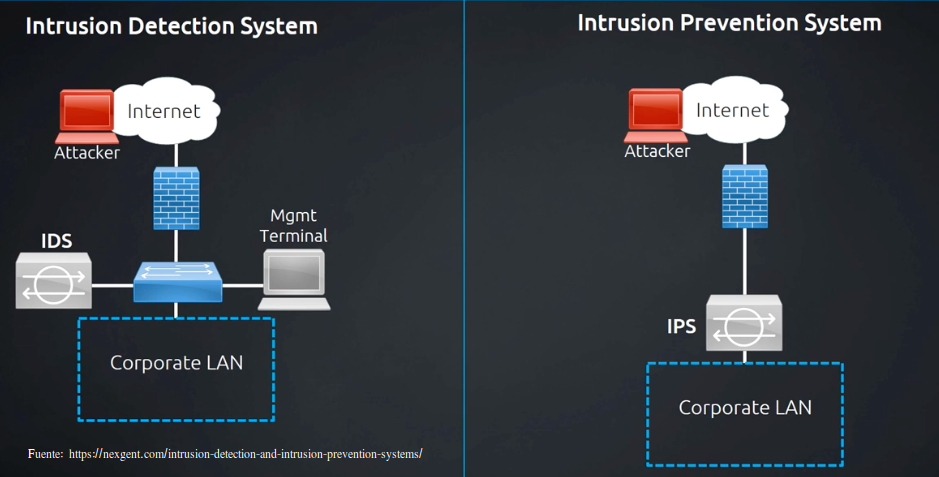 Intrusion Detection System
Internet
Attacker
Mgmt
Terminal
IDS
Corporate LAN
Fuente: https://nexgent.com/intrusion-detection-and-intrusion-prevention-systems/
Intrusion Prevention System
Internet
Attacker
IPS
Corporate LAN